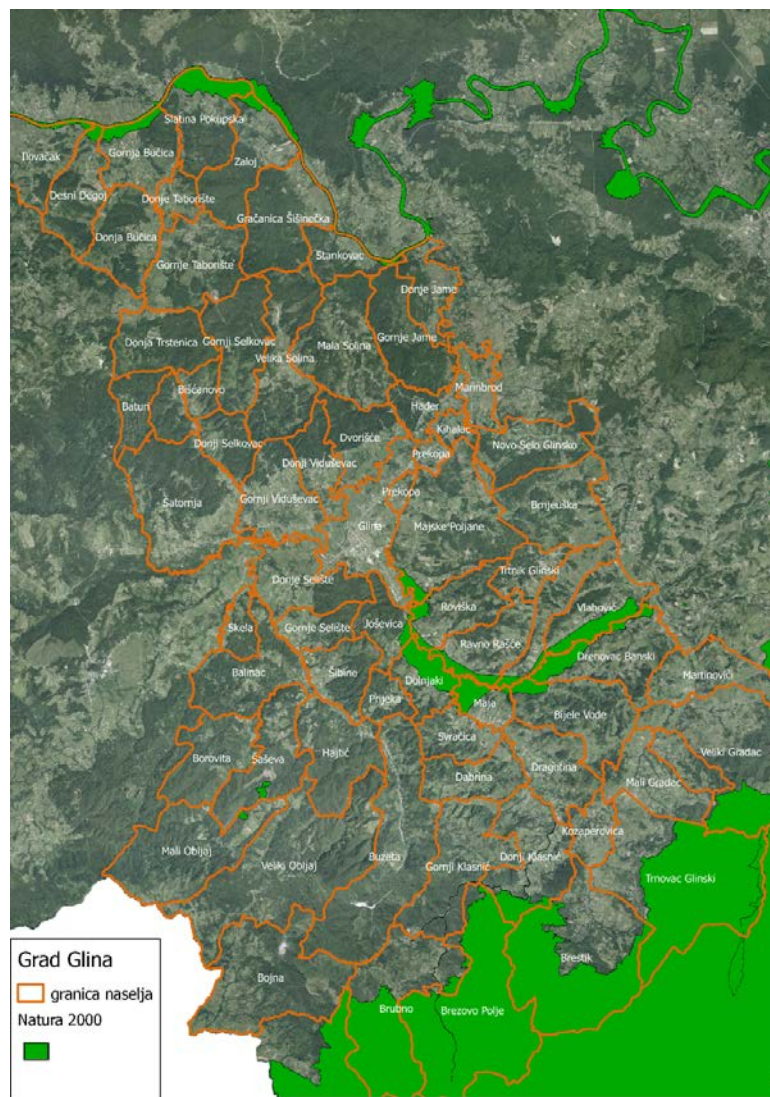 Slatina Pokupska
Ilovačak
Gornja Bučica
Zaloj
Desni Degoj
Donje Taborište
Gračanica Šišinečka
Donja Bučica
Stankovac
Gornje Taborište
Donje Jame
Donja Trstenica
Gornji Selkovac
Velika Solina
Mala Solina
Gornje Jame
Marinbrod
Bišćanovo
Baturi
Hađer
Kihalac
Dvorišće
Donji Selkovac
Novo Selo Glinsko
Prekopa
Donji Viduševac
Prekopa
Šatornja
Gornji Viduševac
Brnjeuška
Glina
Majske Poljane
Trtnik Glinski
Donje Selište
Roviška
Vlahović
Skela
Gornje Selište
Joševica
Ravno Rašće
Drenovac Banski
Balinac
Šibine
Dolnjaki
Martinovići
Prijeka
Maja
Bijele Vode
Svračica
Borovita
Šaševa
Hajtić
Veliki Gradac
Dragotina
Dabrina
Mali Gradac
Kozaperovica
Mali Obljaj
Veliki Obljaj
Buzeta
Gornji Klasnić
Donji Klasnić
Trnovac Glinski
Brestik
Bojna
Brubno
Brezovo Polje
Grad Glina
granica naselja
Natura 2000